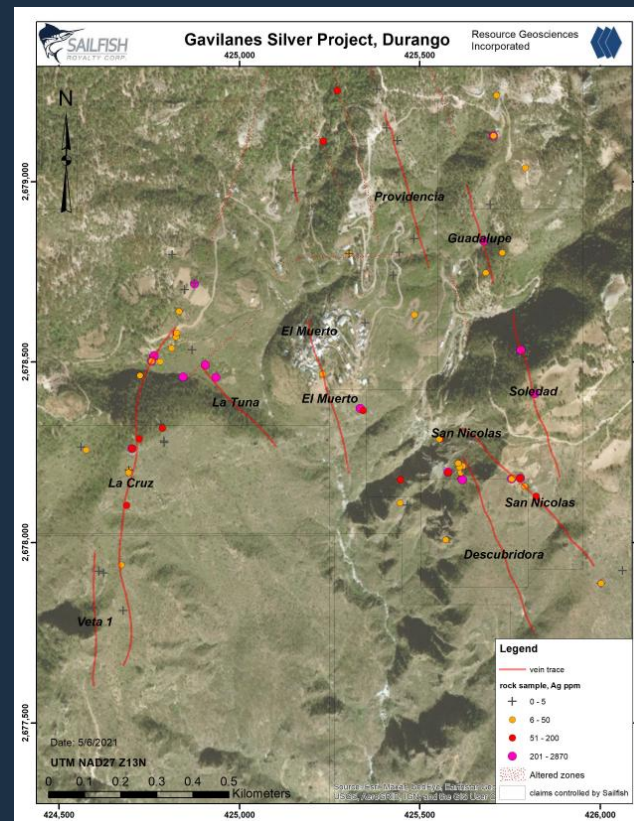 SAILFISH
ROYALTY CORP.
Gavilanes Silver Project, Durango
Resource Geosciences
Incorporated
425,000
425,500
N
2,679,000
2,678,500
2,678,000
2,677,500
Providencia
Guadalupe
El Muerto
El Muerto
La Tuna
Soledad
San Nicolas
La Cruz
San Nicolas
Descubridora
Veta 1
Legend
vein trace
rock sample, Ag ppm
0 - 5
6 - 50
51 - 200
201 - 2870
Altered zones
claims controlled by Sailfish
Date: 5/6/2021
UTM NAD27 Z13N
0 0.1 0.2 0.3 0.4 0.5
Kilometers
424,500
425,000
425,500
426,000